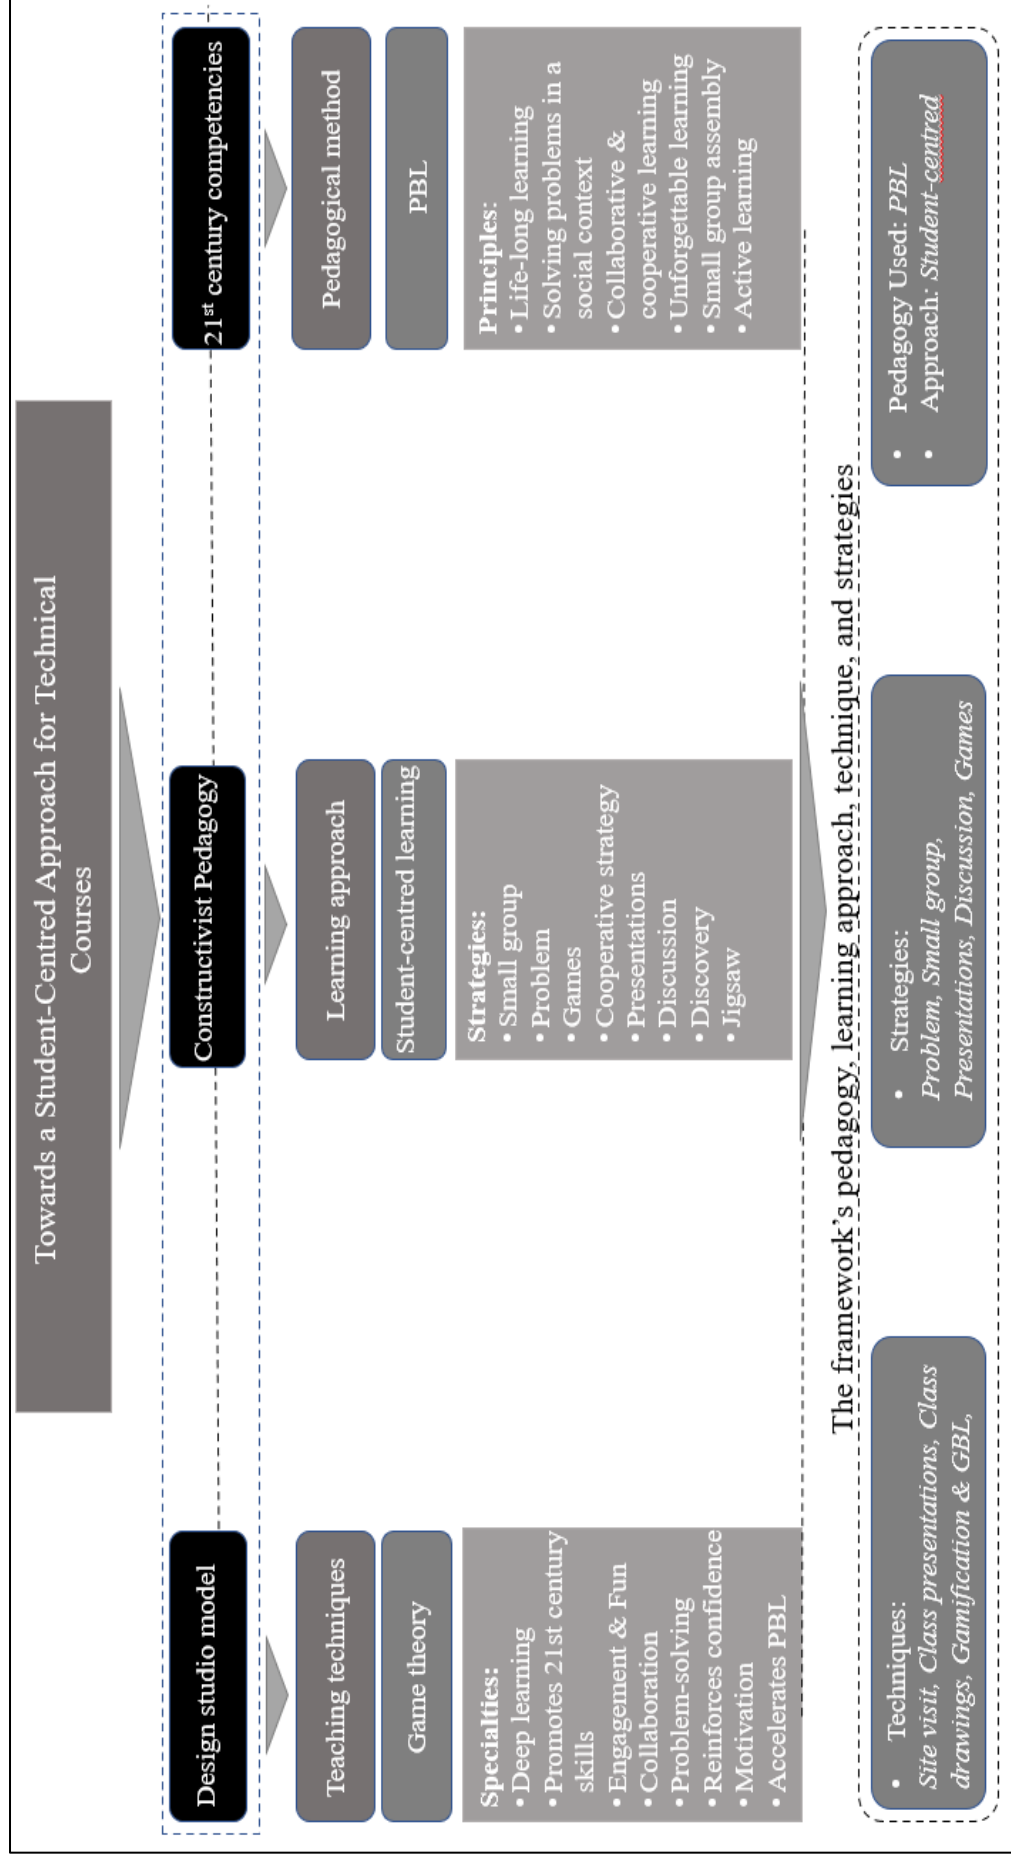 Towards a Student-Centred Approach for Technical
Courses
Design studio model
Constructivist Pedagogy
21st century competencies
Teaching techniques
Game theory
Specialties:
• Deep learning
• Promotes 21st century
skills
• Engagement & Fun
• Collaboration
• Problem-solving
• Reinforces confidence
• Motivation
• Accelerates PBL
Learning approach
Student-centred learning
Strategies:
• Small group
• Problem
• Games
• Cooperative strategy
• Presentations
• Discussion
• Discovery
• Jigsaw
Pedagogical method
PBL
Principles:
• Life-long learning
• Solving problems in a
social context
• Collaborative &
cooperative learning
• Unforgettable learning
• Small group assembly
• Active learning
The framework’s pedagogy, learning approach, technique, and strategies
• Techniques:
Site visit, Class presentations, Class
drawings, Gamification & GBL,
• Strategies:
Problem, Small group,
Presentations, Discussion, Games
• Pedagogy Used: PBL
• Approach: Student-centred